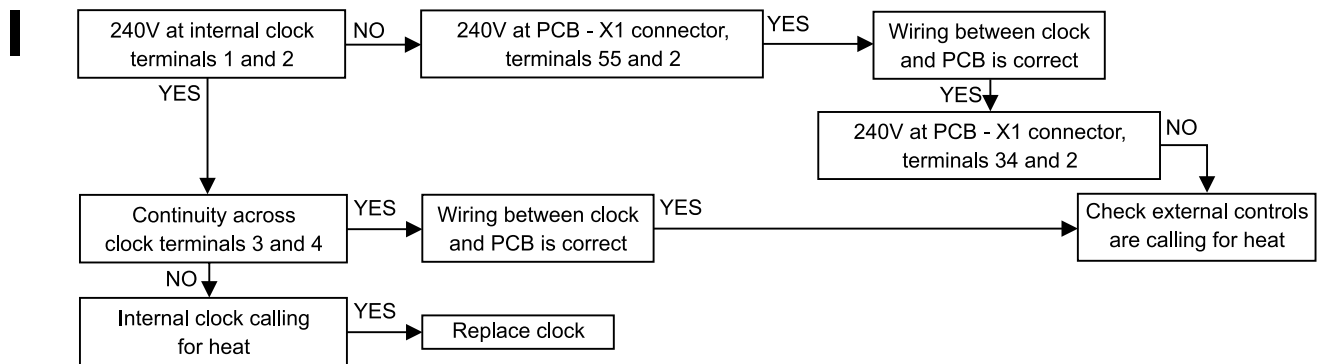 240V at internal clock
terminals 1 and 2
NO
240V at PCB - X1 connector,
terminals 55 and 2
YES
Wiring between clock
and PCB is correct
YES
YES
240V at PCB - X1 connector,
terminals 34 and 2
NO
Continuity across
clock terminals 3 and 4
YES
Wiring between clock
and PCB is correct
YES
Check external controls
are calling for heat
NO
Internal clock calling
for heat
YES
Replace clock